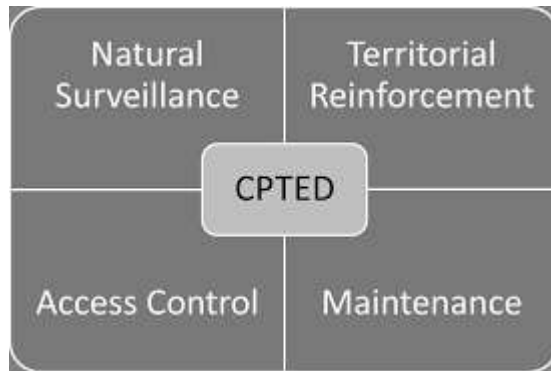 Natural
Surveillance
Territorial
Reinforcement
CPTED
Access Control
Maintenance